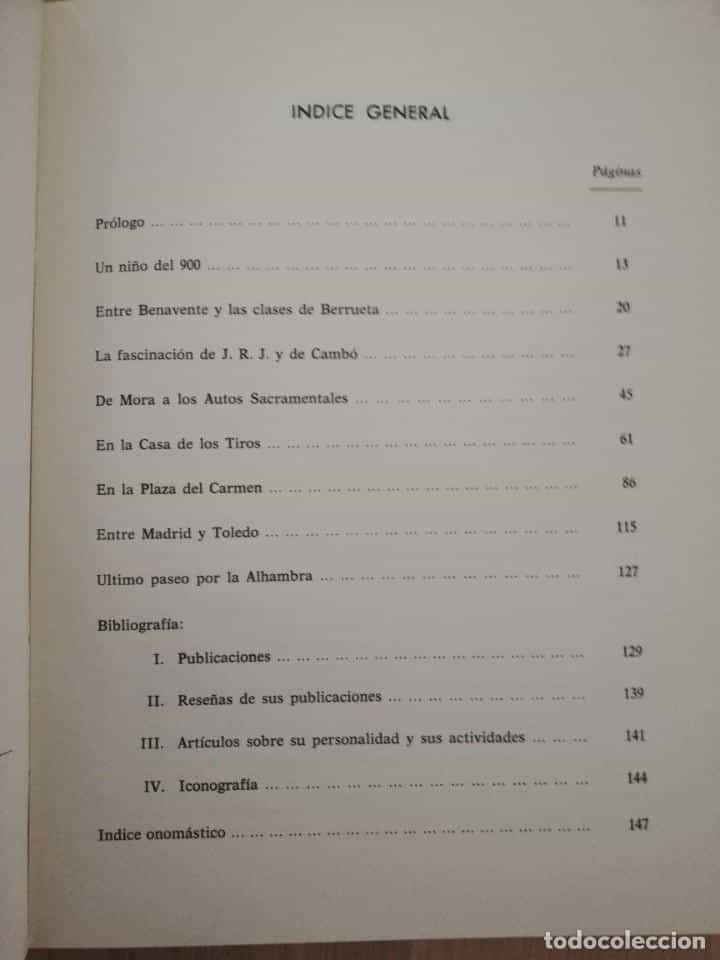 INDICE GENERAL
Páginas
Prólogo ... ... ... ... ... ... ... ... ... ... ... ... ... ... ... ... 11
Un niño del 900 ... ... ... ... ... ... ... ... ... ... ... ... ... ... 13
Entre Benavente y las clases de Berrueta ... ... ... ... ... ... ... ... 20
La fascinación de J. R. J. y de Cambó ... ... ... ... ... ... ... ... 27
De Mora a los Autos Sacramentales ... ... ... ... ... ... ... ... ... 45
En la Casa de los Tiros ... ... ... ... ... ... ... ... ... ... ... ... 61
En la Plaza del Carmen ... ... ... ... ... ... ... ... ... ... ... ... 86
Entre Madrid y Toledo ... ... ... ... ... ... ... ... ... ... ... ... 115
Ultimo paseo por la Alhambra ... ... ... ... ... ... ... ... ... ... 127
Bibliografía:
I. Publicaciones ... ... ... ... ... ... ... ... ... ... ... ... 129
II. Reseñas de sus publicaciones ... ... ... ... ... ... ... ... 139
III. Artículos sobre su personalidad y sus actividades ... ... ... 141
IV. Iconografía ... ... ... ... ... ... ... ... ... ... ... ... ... 144
Indice onomástico ... ... ... ... ... ... ... ... ... ... ... ... ... ... 147
todocoleccion